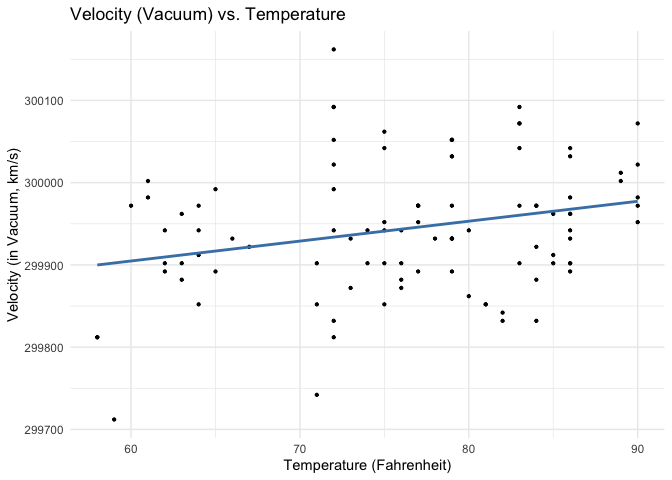 Velocity (Vacuum) vs. Temperature
300100
300000
299900
299800
299700
Velocity (in Vacuum, km/s)
60 70 80 90
Temperature (Fahrenheit)